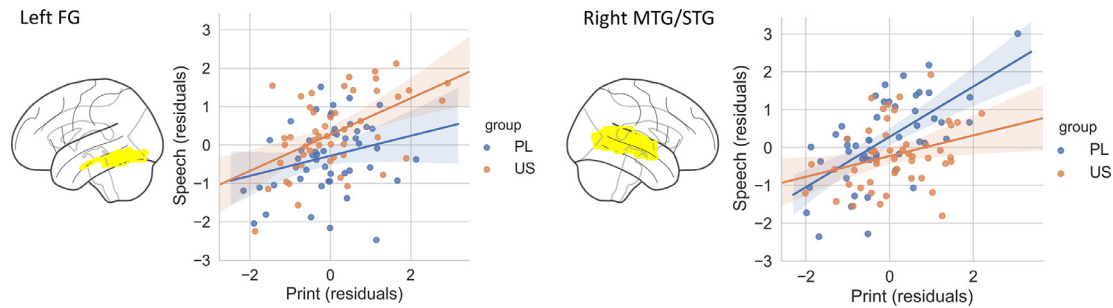 Left FG
3
2
1
0
−1
−2
−3
Speech (residuals)
−2
0
2
Print (residuals)
group
PL
US
Right MTG/STG
3
2
1
0
−1
−2
−3
Speech (residuals)
−2
0
2
Print (residuals)
group
PL
US